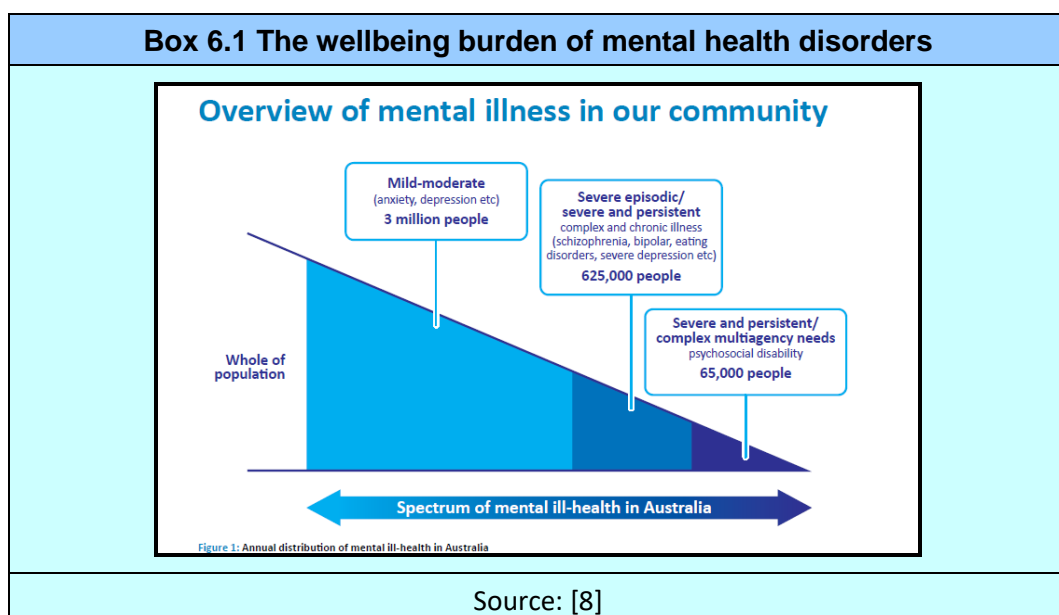 Box 6.1 The wellbeing burden of mental health disorders
Overview of mental illness in our community
Mild-moderate
(anxiety, depression etc)
3 million people
Severe episodic/
severe and persistent
complex and chronic illness
(schizophrenia, bipolar, eating
disorders, severe depression etc)
625,000 people
Severe and persistent/
complex multiagency needs
psychosocial disability
65,000 people
Whole of
population
Spectrum of mental ill-health in Australia
Figure 1: Annual distribution of mental ill-health in Australia
Source: [8]